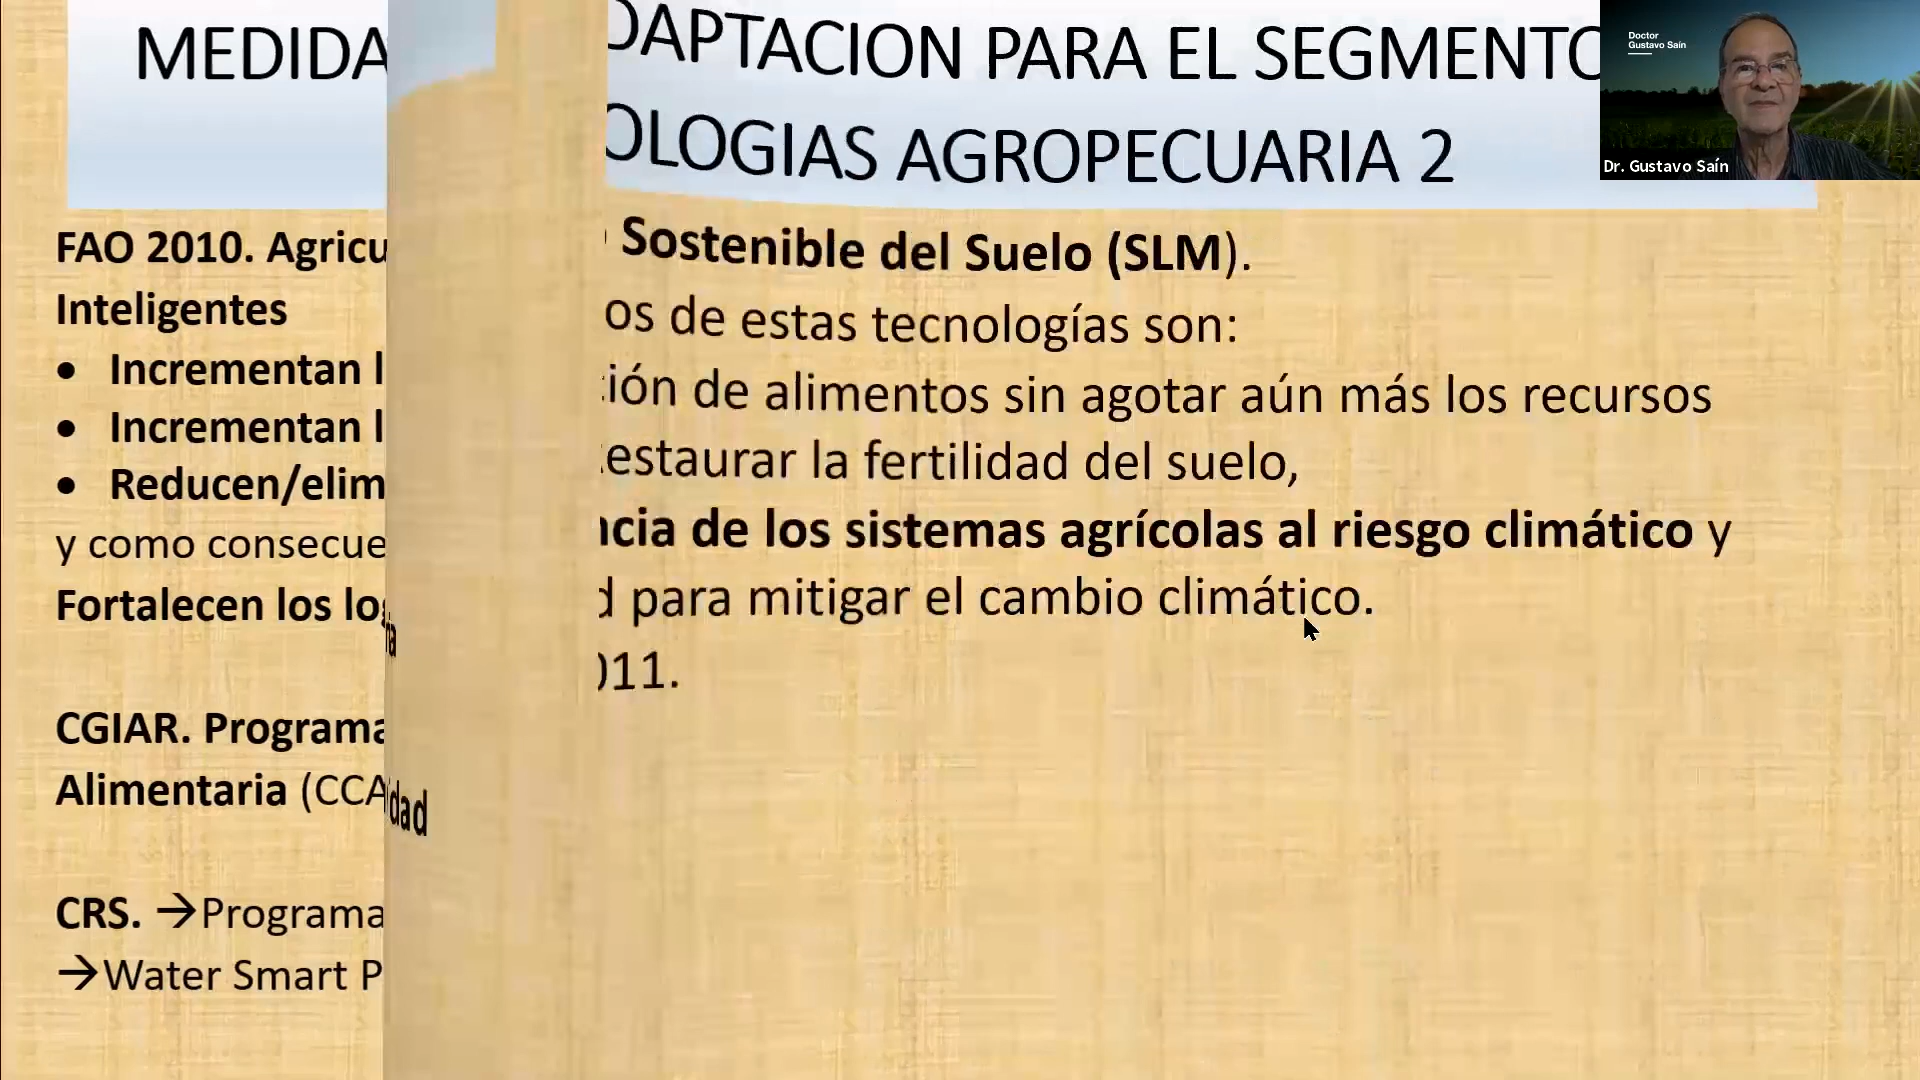 MEDIDA
DAPTACION PARA EL SEGMENTO
OLOGIAS AGROPECUARIA 2
Doctor
Gustavo Saín
Dr. Gustavo Saín
FAO 2010. Agricu
Inteligentes
• Incrementan l
• Incrementan l
• Reducen/elim
y como consecue
Fortalecen los log
CGIAR. Programa
Alimentaria (CCA
CRS. →Programa
→Water Smart P
dad
Sostenible del Suelo (SLM).
os de estas tecnologías son:
ión de alimentos sin agotar aún más los recursos
estaurar la fertilidad del suelo,
ncia de los sistemas agrícolas al riesgo climático y
d para mitigar el cambio climático.
011.